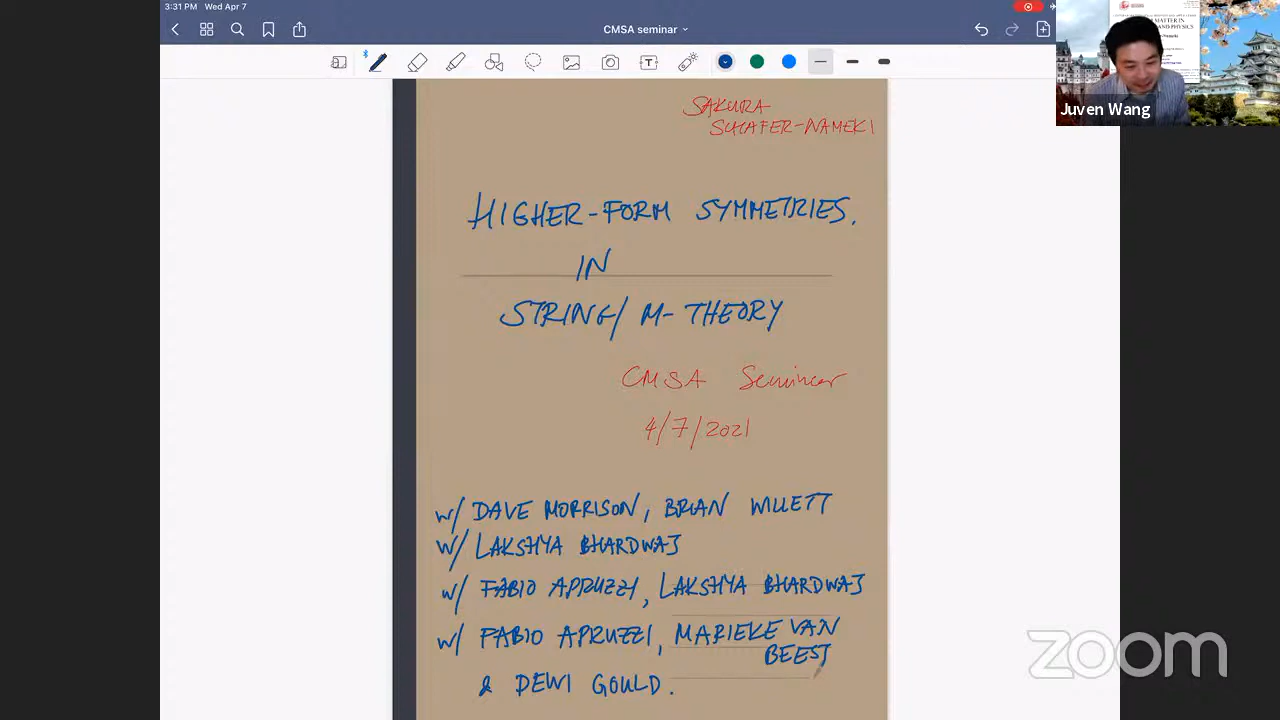 3:31 PM Wed Apr 7
CMSA seminar
SAKURA
SCHAFER-NAMEKI
HIGHER-FORM SYMMETRIES.
IN
STRING/ M-THEORY
CMSA Seminar
4/7/2021
w/ DAVE MORRISON, BRIAN WILLETT
w/ LAKSHYA BHARDWAJ
w/ FABIO APRUZZI, LAKSHYA BHARDWAJ
w/ FABIO APRUZZI, MARIEKE VAN
BEEST
& DEWI GOULD.
Juven Wang
zoom